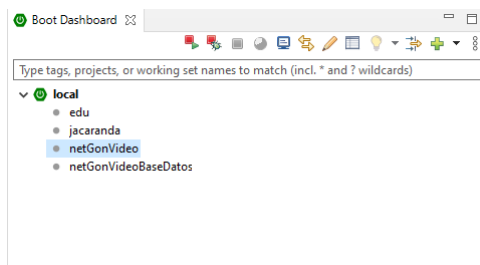 Boot Dashboard
Type tags, projects, or working set names to match (incl. * and ? wildcards)
local
edu
jacaranda
netGonVideo
netGonVideoBaseDatos